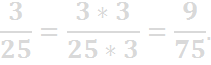 3/25 = 3 * 3/25 * 3 = 9/75.